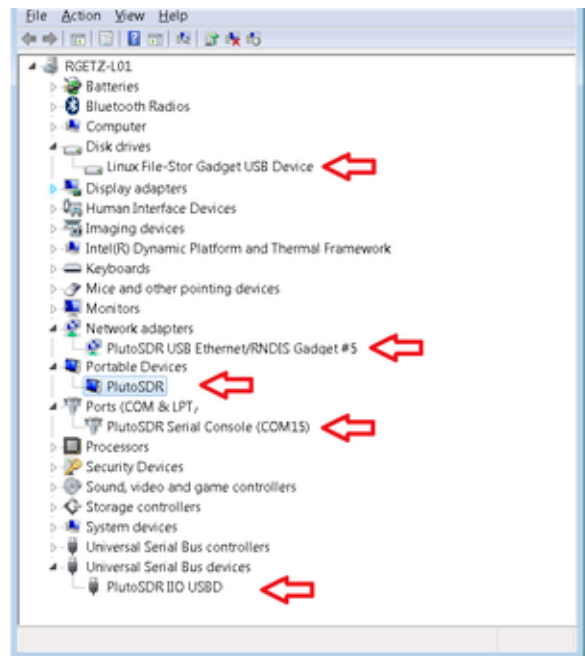 File Action View Help
RGETZ-L01
Batteries
Bluetooth Radios
Computer
Disk drives
Linux File-Stor Gadget USB Device
Display adapters
Human Interface Devices
Imaging devices
Intel(R) Dynamic Platform and Thermal Framework
Keyboards
Mice and other pointing devices
Monitors
Network adapters
PlutoSDR USB Ethernet/RNDIS Gadget #5
Portable Devices
PlutoSDR
Ports (COM & LPT,
PlutoSDR Serial Console (COM15)
Processors
Security Devices
Sound, video and game controllers
Storage controllers
System devices
Universal Serial Bus controllers
Universal Serial Bus devices
PlutoSDR IIO USBD